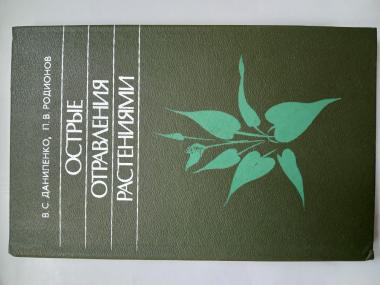 В. С. ДАНИЛЕНКО, П. В. РОДИОНОВ
ОСТРЫЕ
ОТРАВЛЕНИЯ
РАСТЕНИЯМИ